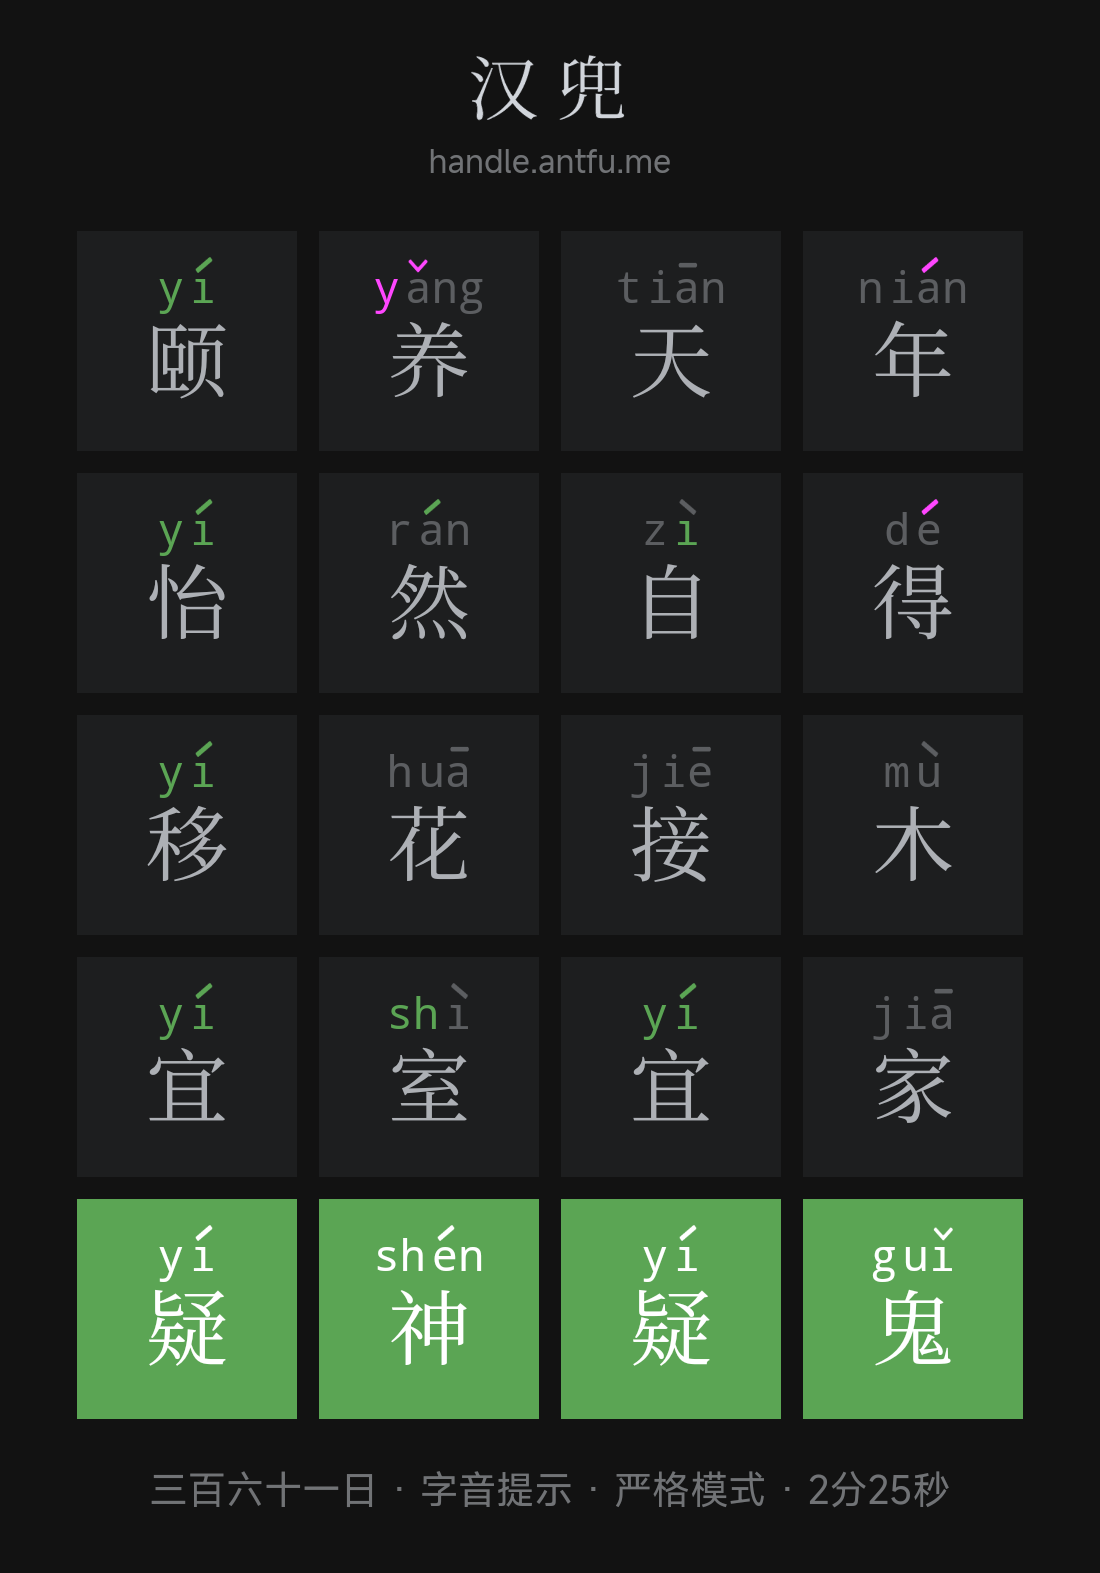 汉兜
handle.antfu.me
yí yǎng tiān nián
颐 养 天 年
yí rán zì dé
怡 然 自 得
yí huā jiē mù
移 花 接 木
yí shì yí jiā
宜 室 宜 家
yí shén yí guǐ
疑 神 疑 鬼
三百六十一日 · 字音提示 · 严格模式 · 2分25秒